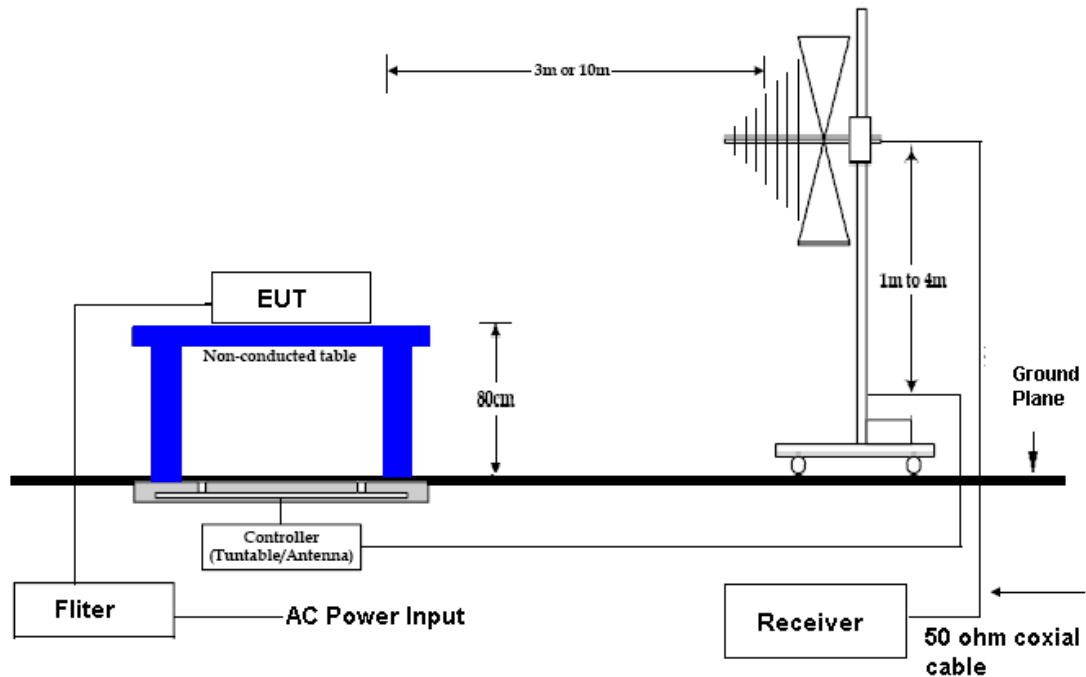 3m or 10m
EUT
Non-conducted table
80cm
1m to 4m
Ground
Plane
Controller
(Tuntable/Antenna)
Fliter
AC Power Input
Receiver
50 ohm coxial
cable